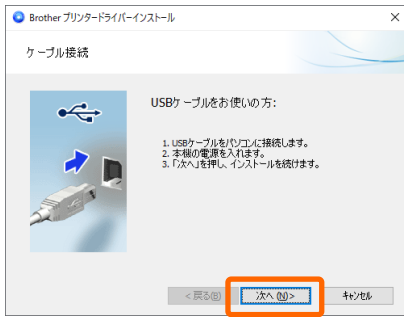 Brother プリンタードライバーインストール
ケーブル接続
USBケーブルをお使いの方:
1. USBケーブルをパソコンに接続します。
2. 本機の電源を入れます。
3. 「次へ」を押し、インストールを続けます。
< 戻る(B)
次へ (N)>
キャンセル